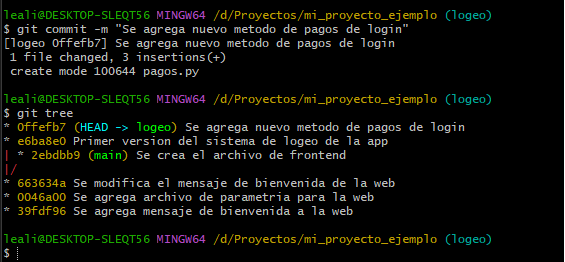 leali@DESKTOP-SLEQT56 MINGW64 /d/Proyectos/mi_proyecto_ejemplo (logeo)
$ git commit -m "Se agrega nuevo metodo de pagos de login"
[logeo 0ffefb7] Se agrega nuevo metodo de pagos de login
 1 file changed, 3 insertions(+)
 create mode 100644 pagos.py
leali@DESKTOP-SLEQT56 MINGW64 /d/Proyectos/mi_proyecto_ejemplo (logeo)
$ git tree
* 0ffefb7 (HEAD -> logeo) Se agrega nuevo metodo de pagos de login
* e6ba8e0 Primer version del sistema de logeo de la app
| * 2ebdbb9 (main) Se crea el archivo de frontend
|/
* 663634a Se modifica el mensaje de bienvenida de la web
* 0046a00 Se agrega archivo de parametria para la web
* 39fdf96 Se agrega mensaje de bienvenida a la web
leali@DESKTOP-SLEQT56 MINGW64 /d/Proyectos/mi_proyecto_ejemplo (logeo)
$